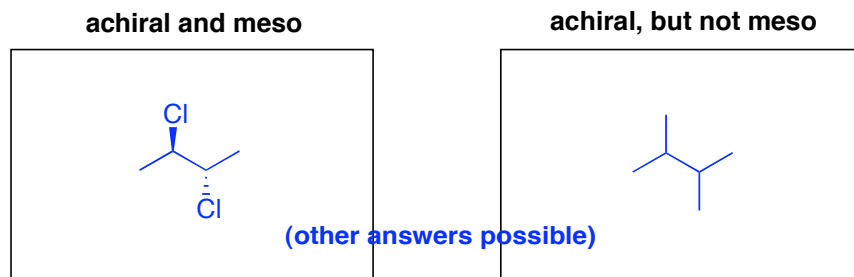 achiral and meso
achiral, but not meso
Cl
Cl
(other answers possible)